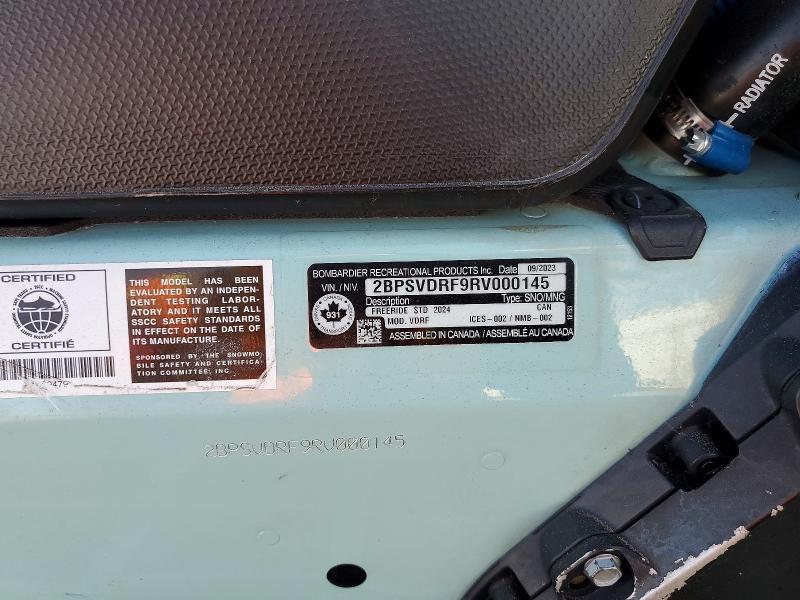 RADIATOR
BOMBARDIER RECREATIONAL PRODUCTS Inc. Date 09/2023
VIN./NIV. 2BPSVDRF9RV000145
Description Type: SNO/MNG
FREERIDE STD 2024 CAN
MOD. VDRF ICES-002 / NMB-002
ASSEMBLED IN CANADA / ASSEMBLÉ AU CANADA
CANADA
931
TRANSPORT
CERTIFIED
CERTIFIÉ
THIS MODEL HAS BEEN
EVALUATED BY AN INDEPEN-
DENT TESTING LABOR-
ATORY AND IT MEETS ALL
SSCC SAFETY STANDARDS
IN EFFECT ON THE DATE OF
ITS MANUFACTURE.
SPONSORED BY THE SNOWMO
BILE SAFETY AND CERTIFICA-
TION COMMITTEE, INC.
2BPSVDRF9RV000145